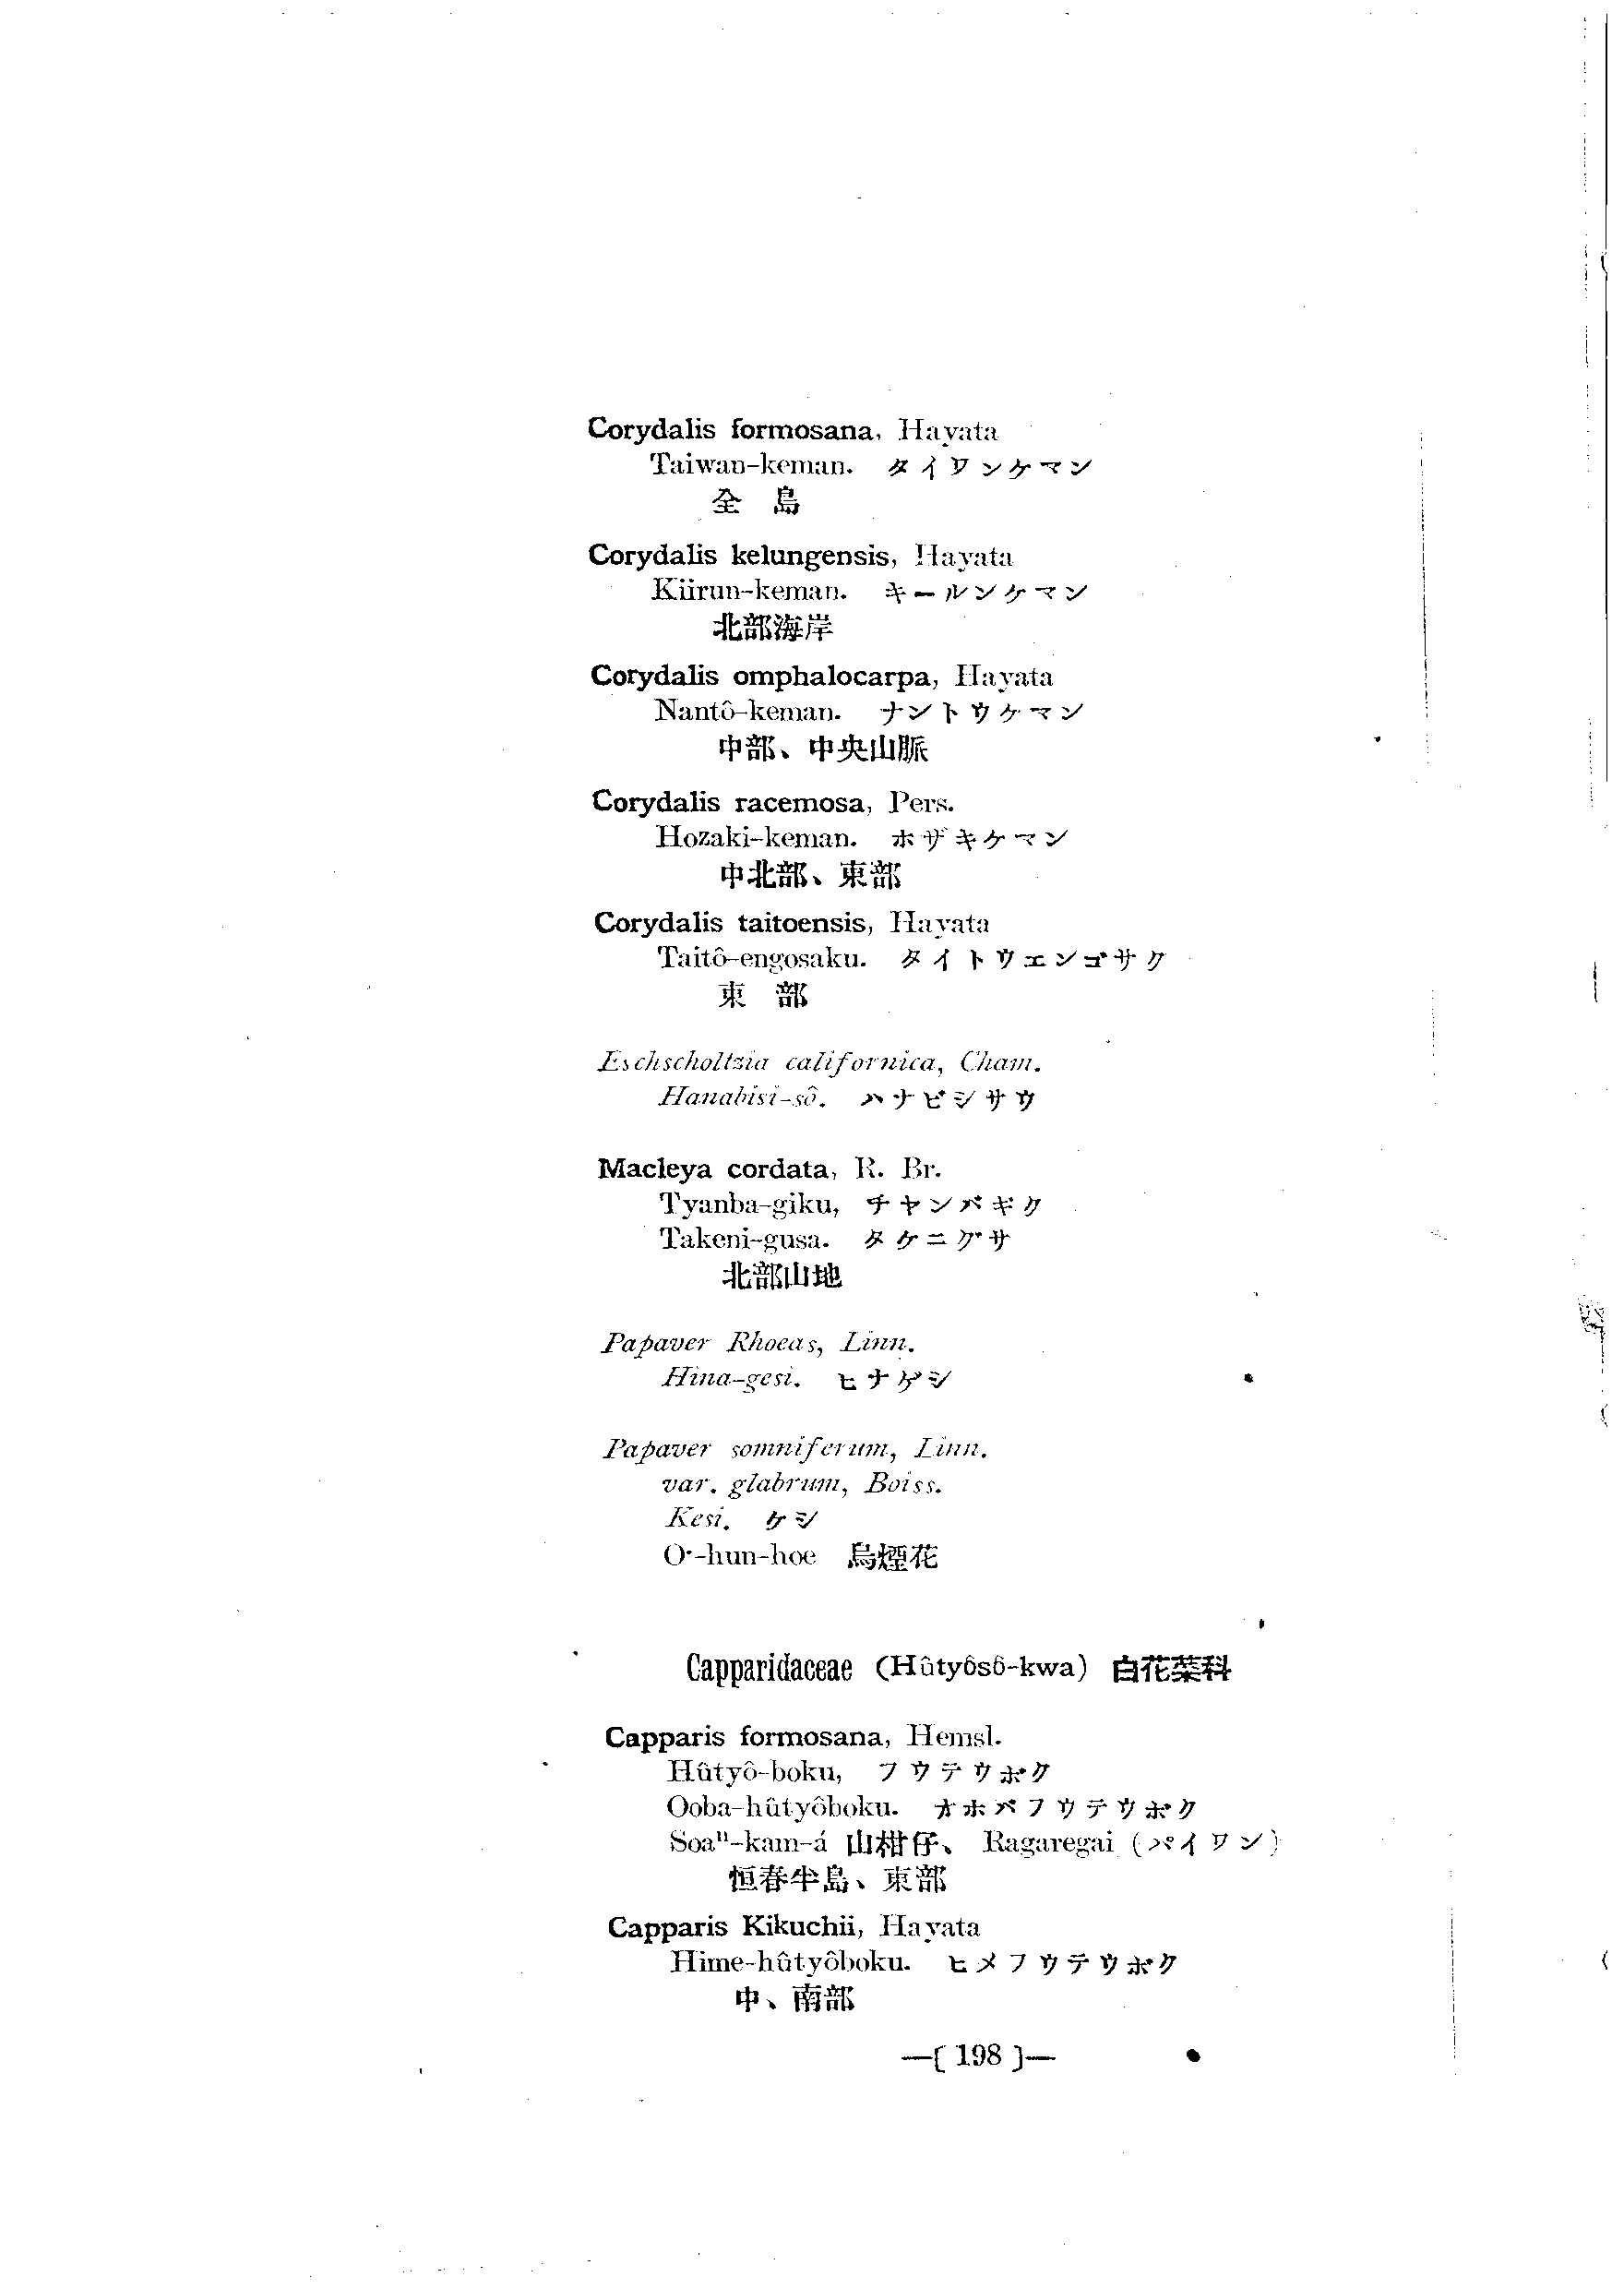 Corydalis formosana, Hayata
Taiwan-keman. タイワンケマン
全 島
Corydalis kelungensis, Hayata
Kiirun-keman. キールンケマン
北部海岸
Corydalis omphalocarpa, Hayata
Nantô-keman. ナントウケマン
中部、中央山脈
Corydalis racemosa, Pers.
Hozaki-keman. ホザキケマン
中北部、東部
Corydalis taitoensis, Hayata
Taitô-engosaku. タイトウエンゴサク
東 部
Eschscholtzia californica, Cham.
Hanabisi-sô. ハナビシサウ
Macleya cordata, R. Br.
Tyanba-giku, チャンバギク
Takeni-gusa. タケニグサ
北部山地
Papaver Rhoeas, Linn.
Hina-gesi. ヒナゲシ
Papaver somniferum, Linn.
var. glabrum, Boiss.
Kesi. ケシ
O·-hun-hoe 烏煙花
Capparidaceae (Hûtyôsô-kwa) 白花菜科
Capparis formosana, Hemsl.
Hûtyô-boku, フウテウボク
Ooba-hûtyôboku. オホバフウテウボク
Soaⁿ-kam-á 山柑仔、 Ragaregai (パイワン)
恒春半島、東部
Capparis Kikuchii, Hayata
Hime-hûtyôboku. ヒメフウテウボク
中、南部
—( 198 )—